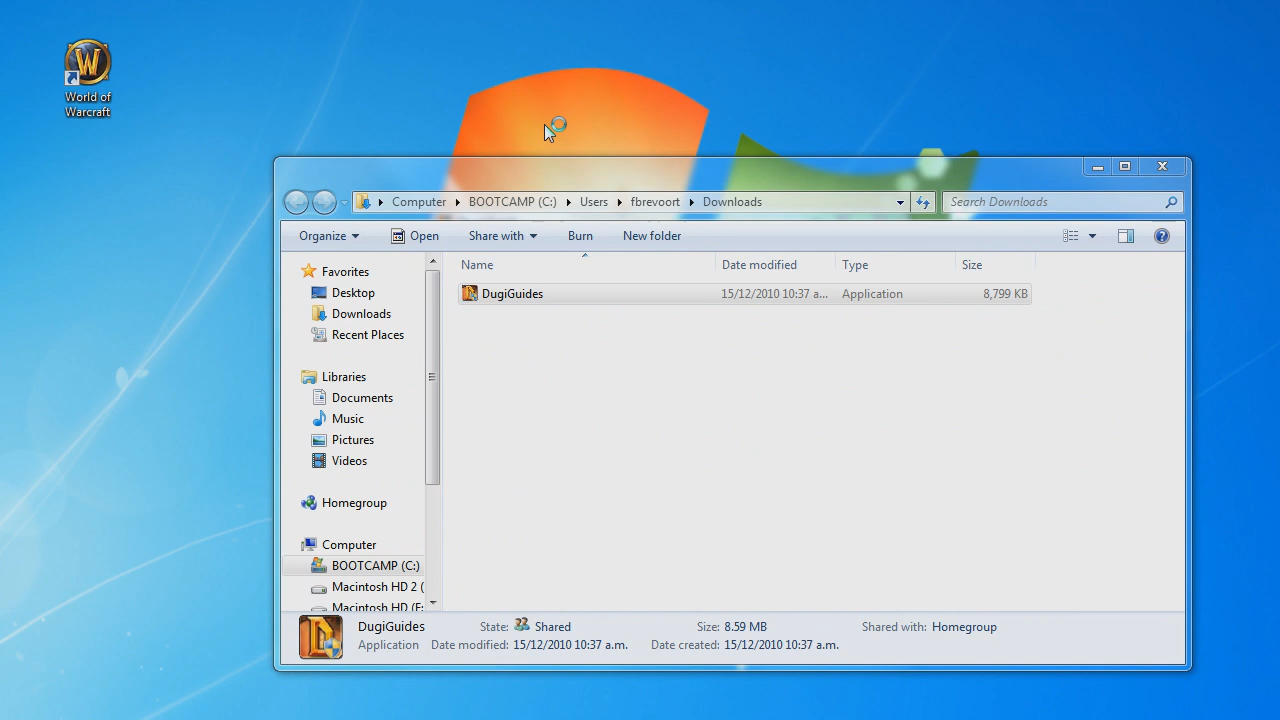 World of
Warcraft
Computer BOOTCAMP (C:) Users fbrevoort Downloads
Search Downloads
Organize Open Share with Burn New folder
Name Date modified Type Size
DugiGuides 15/12/2010 10:37 a... Application 8,799 KB
Favorites
Desktop
Downloads
Recent Places
Libraries
Documents
Music
Pictures
Videos
Homegroup
Computer
BOOTCAMP (C:)
Macintosh HD 2 (
Macintosh HD (F:
DugiGuides State: Shared Size: 8.59 MB Shared with: Homegroup
Application Date modified: 15/12/2010 10:37 a.m. Date created: 15/12/2010 10:37 a.m.